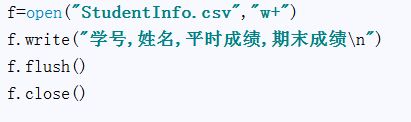 f=open("StudentInfo.csv","w+")
f.write("学号,姓名,平时成绩,期末成绩\n")
f.flush()
f.close()